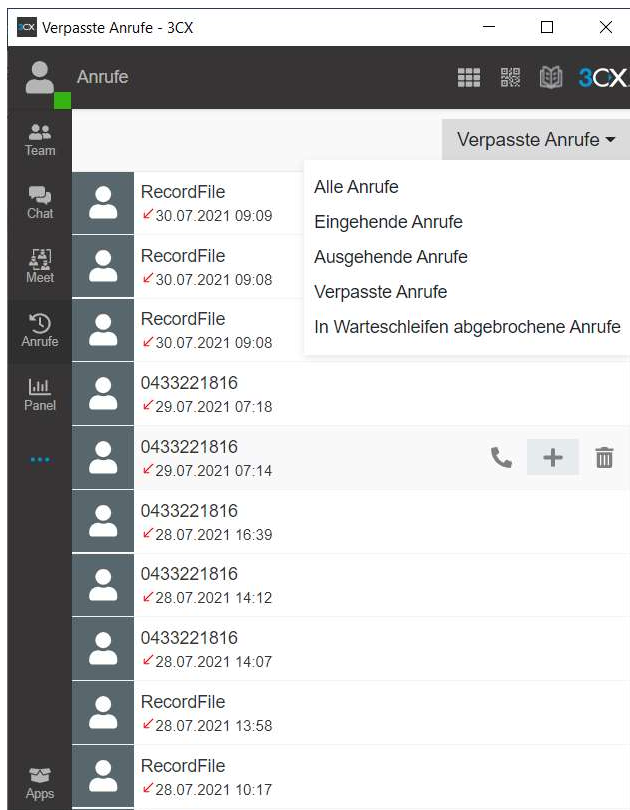 3CX Verpasste Anrufe - 3CX
Anrufe
3CX
Team
Chat
Meet
Anrufe
Panel
Apps
Verpasste Anrufe
Alle Anrufe
Eingehende Anrufe
Ausgehende Anrufe
Verpasste Anrufe
In Warteschleifen abgebrochene Anrufe
RecordFile
30.07.2021 09:09
RecordFile
30.07.2021 09:08
RecordFile
30.07.2021 09:08
0433221816
29.07.2021 07:18
0433221816
29.07.2021 07:14
0433221816
28.07.2021 16:39
0433221816
28.07.2021 14:12
0433221816
28.07.2021 14:07
RecordFile
28.07.2021 13:58
RecordFile
28.07.2021 10:17